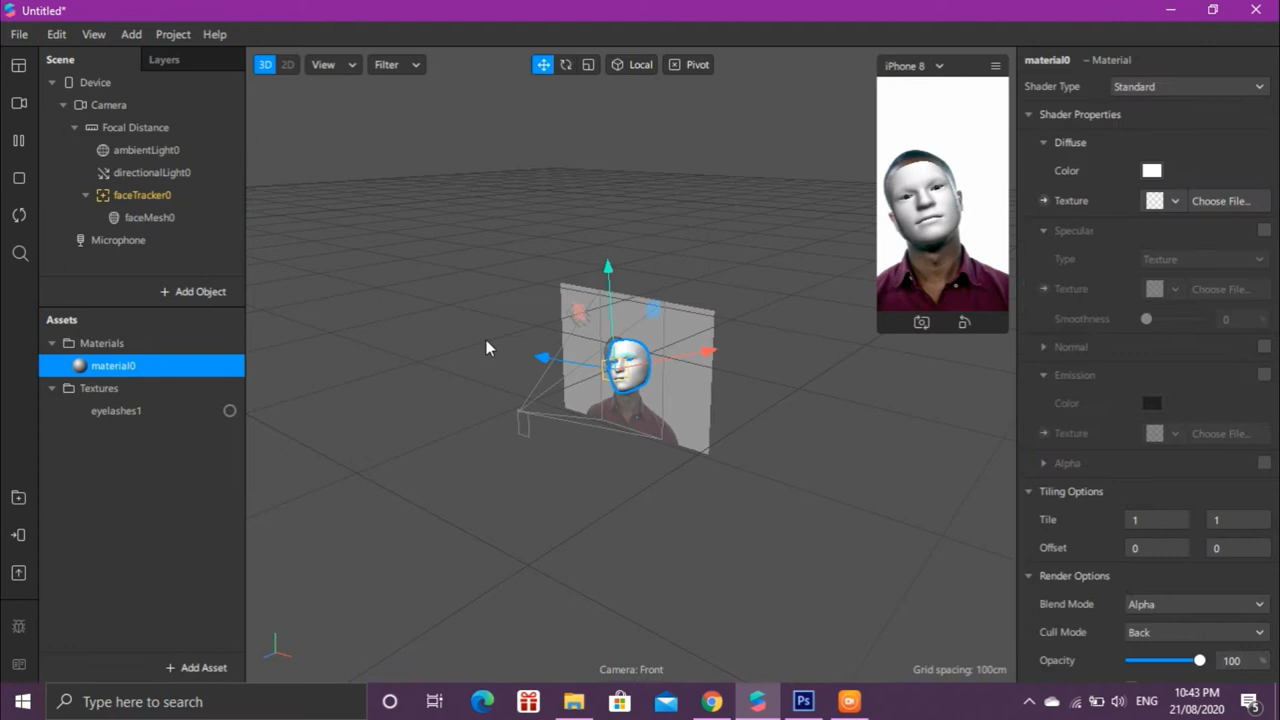 Untitled*
File Edit View Add Project Help
Scene Layers
Device
Camera
Focal Distance
ambientLight0
directionalLight0
faceTracker0
faceMesh0
Microphone
+ Add Object
Assets
Materials
material0
Textures
eyelashes1
+ Add Asset
3D 2D View Filter Local Pivot
iPhone 8
Camera: Front
Grid spacing: 100cm
material0 – Material
Shader Type Standard
Shader Properties
Diffuse
Color
Texture Choose File...
Specular
Type Texture
Texture Choose File...
Smoothness 0
Normal
Emission
Color
Texture Choose File...
Alpha
Tiling Options
Tile 1 1
Offset 0 0
Render Options
Blend Mode Alpha
Cull Mode Back
Opacity 100 %
Type here to search
Ps
ENG
10:43 PM
21/08/2020
5